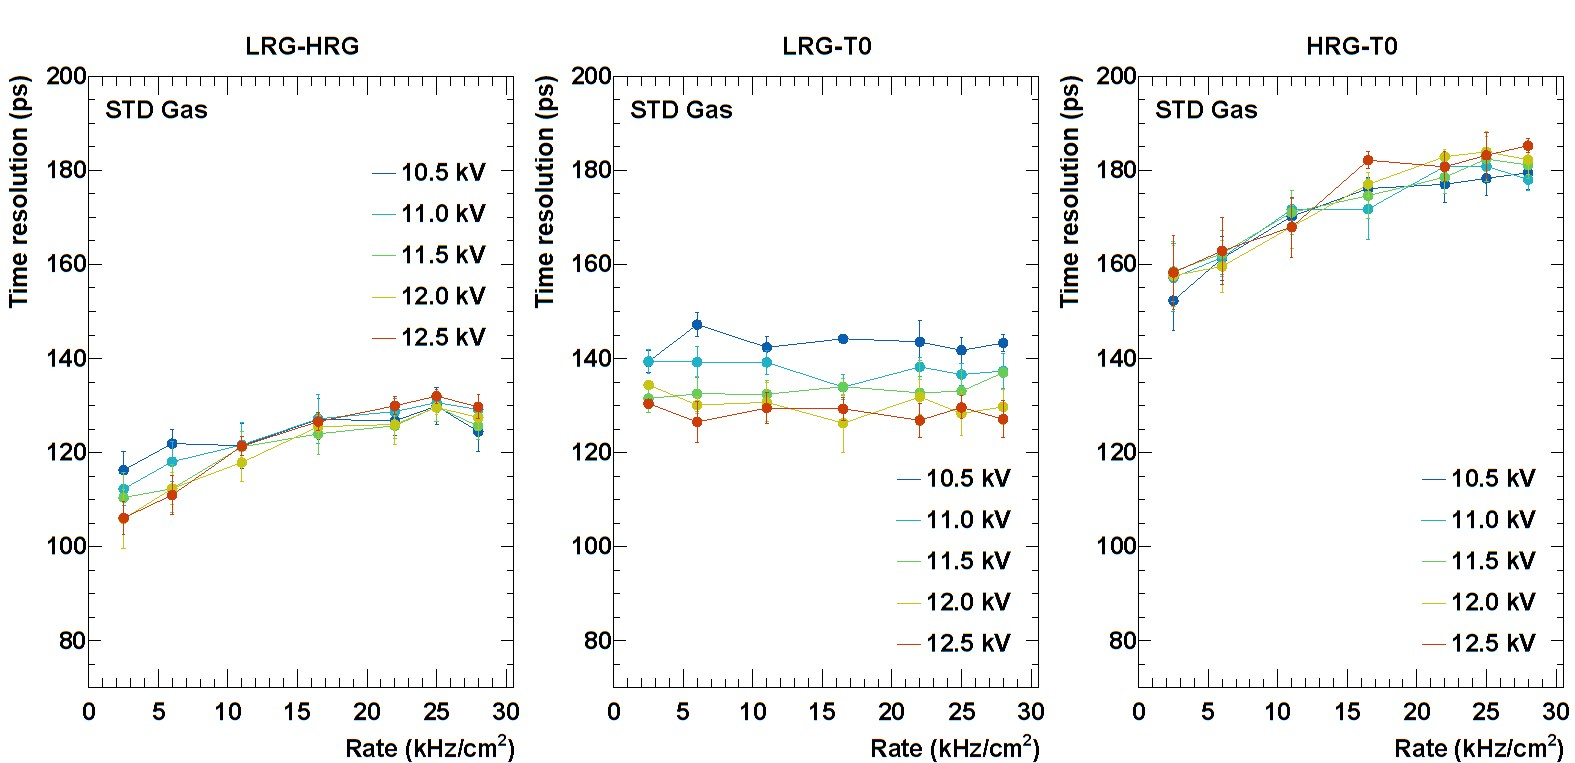 LRG-HRG
Time resolution (ps)
STD Gas
200
180
160
140
120
100
80
10.5 kV
11.0 kV
11.5 kV
12.0 kV
12.5 kV
0 5 10 15 20 25 30
Rate (kHz/cm²)
LRG-T0
Time resolution (ps)
STD Gas
200
180
160
140
120
100
80
10.5 kV
11.0 kV
11.5 kV
12.0 kV
12.5 kV
0 5 10 15 20 25 30
Rate (kHz/cm²)
HRG-T0
Time resolution (ps)
STD Gas
200
180
160
140
120
100
80
10.5 kV
11.0 kV
11.5 kV
12.0 kV
12.5 kV
0 5 10 15 20 25 30
Rate (kHz/cm²)